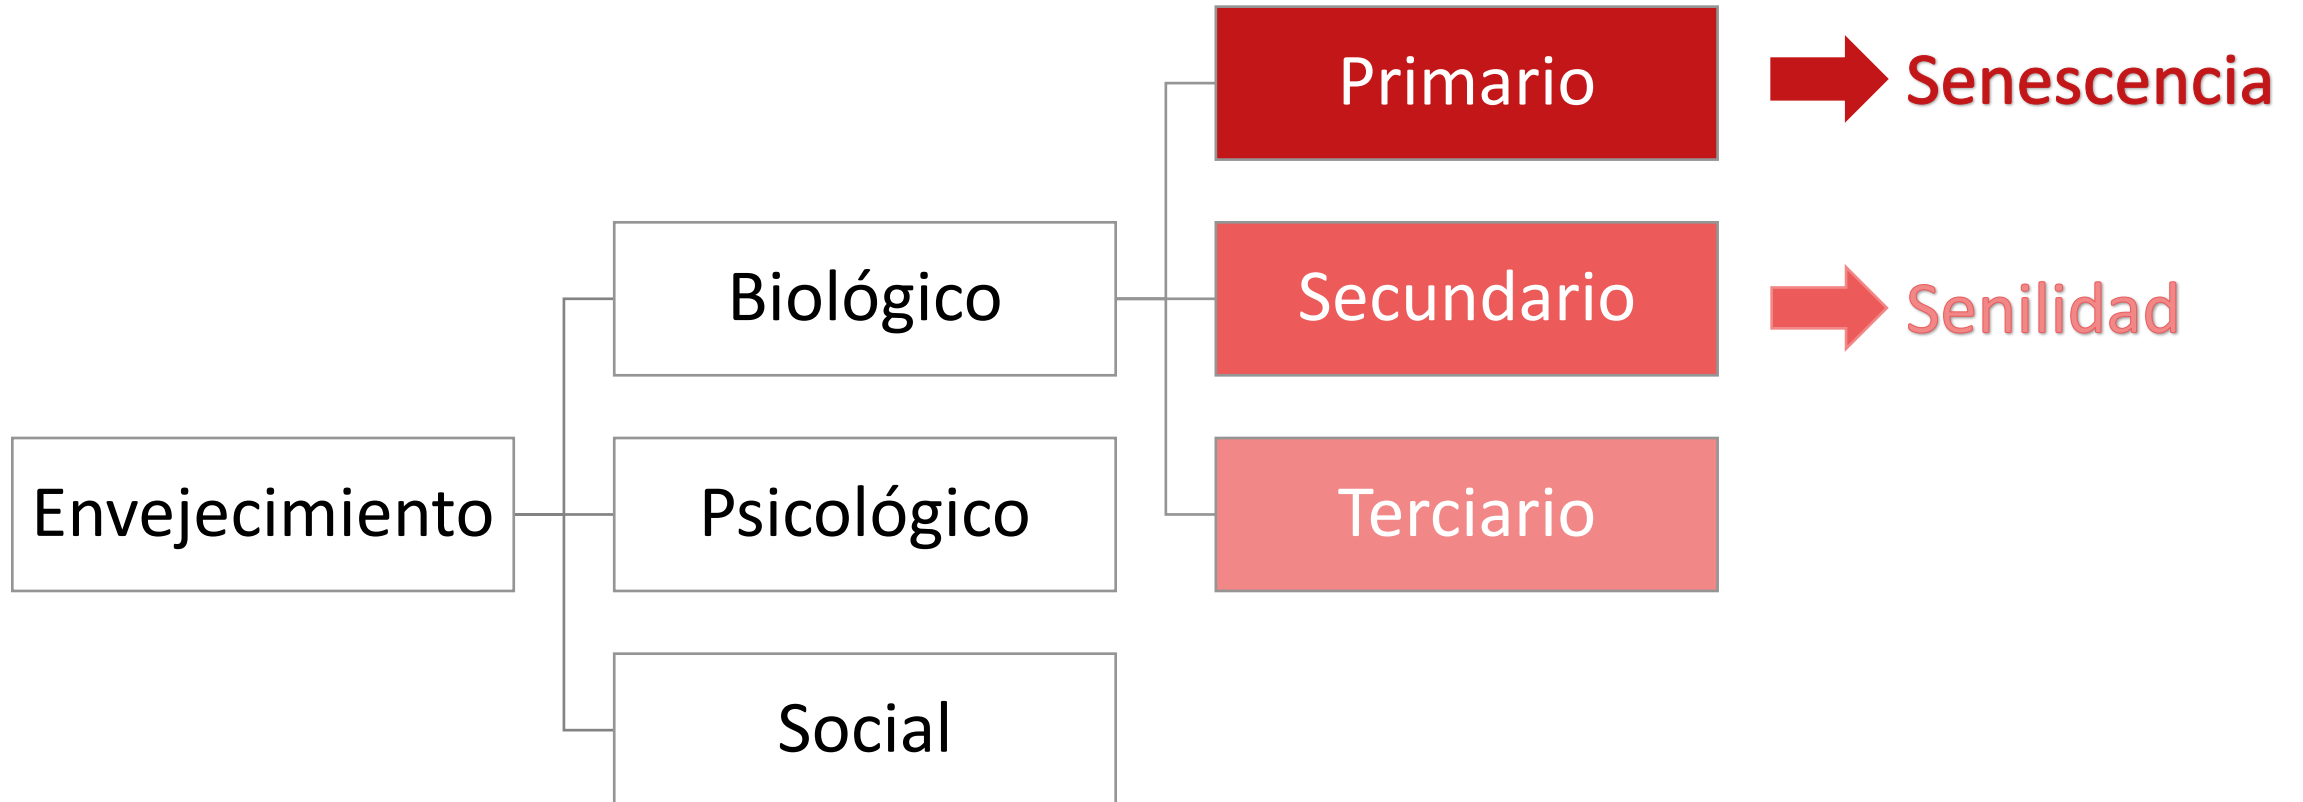 Primario
Senescencia
Biológico
Secundario
Senilidad
Envejecimiento
Psicológico
Terciario
Social